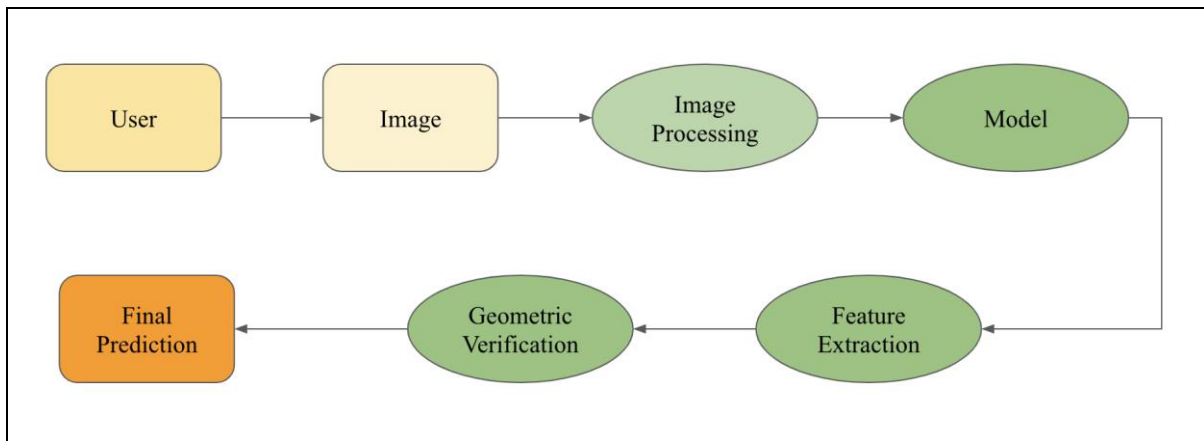 User
Image
Image
Processing
Model
Feature
Extraction
Geometric
Verification
Final
Prediction